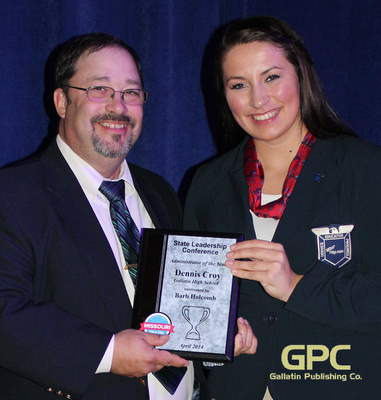 State Leadership
Conference
Administrator of the Year
Dennis Croy
Gallatin High School
nominated by
Barb Holcomb
MISSOURI
April 2014
EDUCATOR
GPC
Gallatin Publishing Co.